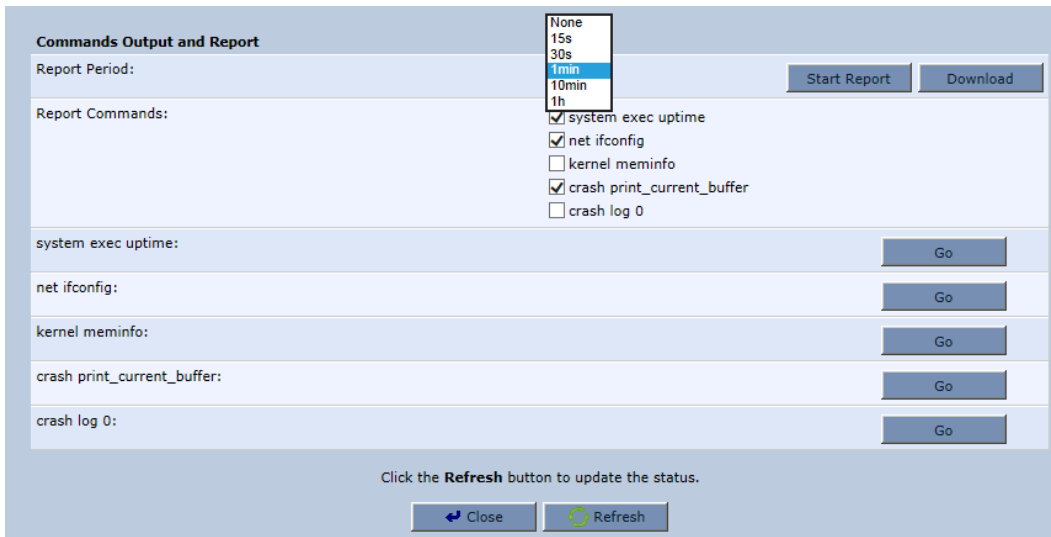 Commands Output and Report
Report Period:
None
15s
30s
1min
10min
1h
Start Report
Download
Report Commands:
system exec uptime
net ifconfig
kernel meminfo
crash print_current_buffer
crash log 0
system exec uptime:
Go
net ifconfig:
Go
kernel meminfo:
Go
crash print_current_buffer:
Go
crash log 0:
Go
Click the Refresh button to update the status.
Close
Refresh